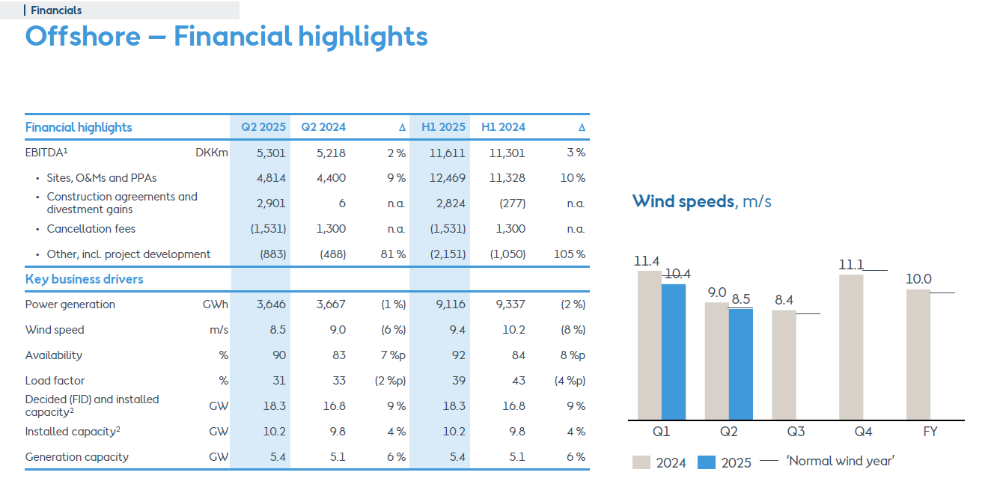 Financials
Offshore – Financial highlights
Financial highlights Q2 2025 Q2 2024 Δ H1 2025 H1 2024 Δ
EBITDA¹ DKKm 5,301 5,218 2 % 11,611 11,301 3 %
• Sites, O&Ms and PPAs 4,814 4,400 9 % 12,469 11,328 10 %
• Construction agreements and
divestment gains 2,901 6 n.a. 2,824 (277) n.a.
• Cancellation fees (1,531) 1,300 n.a. (1,531) 1,300 n.a.
• Other, incl. project development (883) (488) 81 % (2,151) (1,050) 105 %
Key business drivers
Power generation GWh 3,646 3,667 (1 %) 9,116 9,337 (2 %)
Wind speed m/s 8.5 9.0 (6 %) 9.4 10.2 (8 %)
Availability % 90 83 7 %p 92 84 8 %p
Load factor % 31 33 (2 %p) 39 43 (4 %p)
Decided (FID) and installed
capacity² GW 18.3 16.8 9 % 18.3 16.8 9 %
Installed capacity² GW 10.2 9.8 4 % 10.2 9.8 4 %
Generation capacity GW 5.4 5.1 6 % 5.4 5.1 6 %
Wind speeds, m/s
11.4 10.4 9.0 8.5 8.4 11.1 10.0
Q1 Q2 Q3 Q4 FY
2024 2025 'Normal wind year'